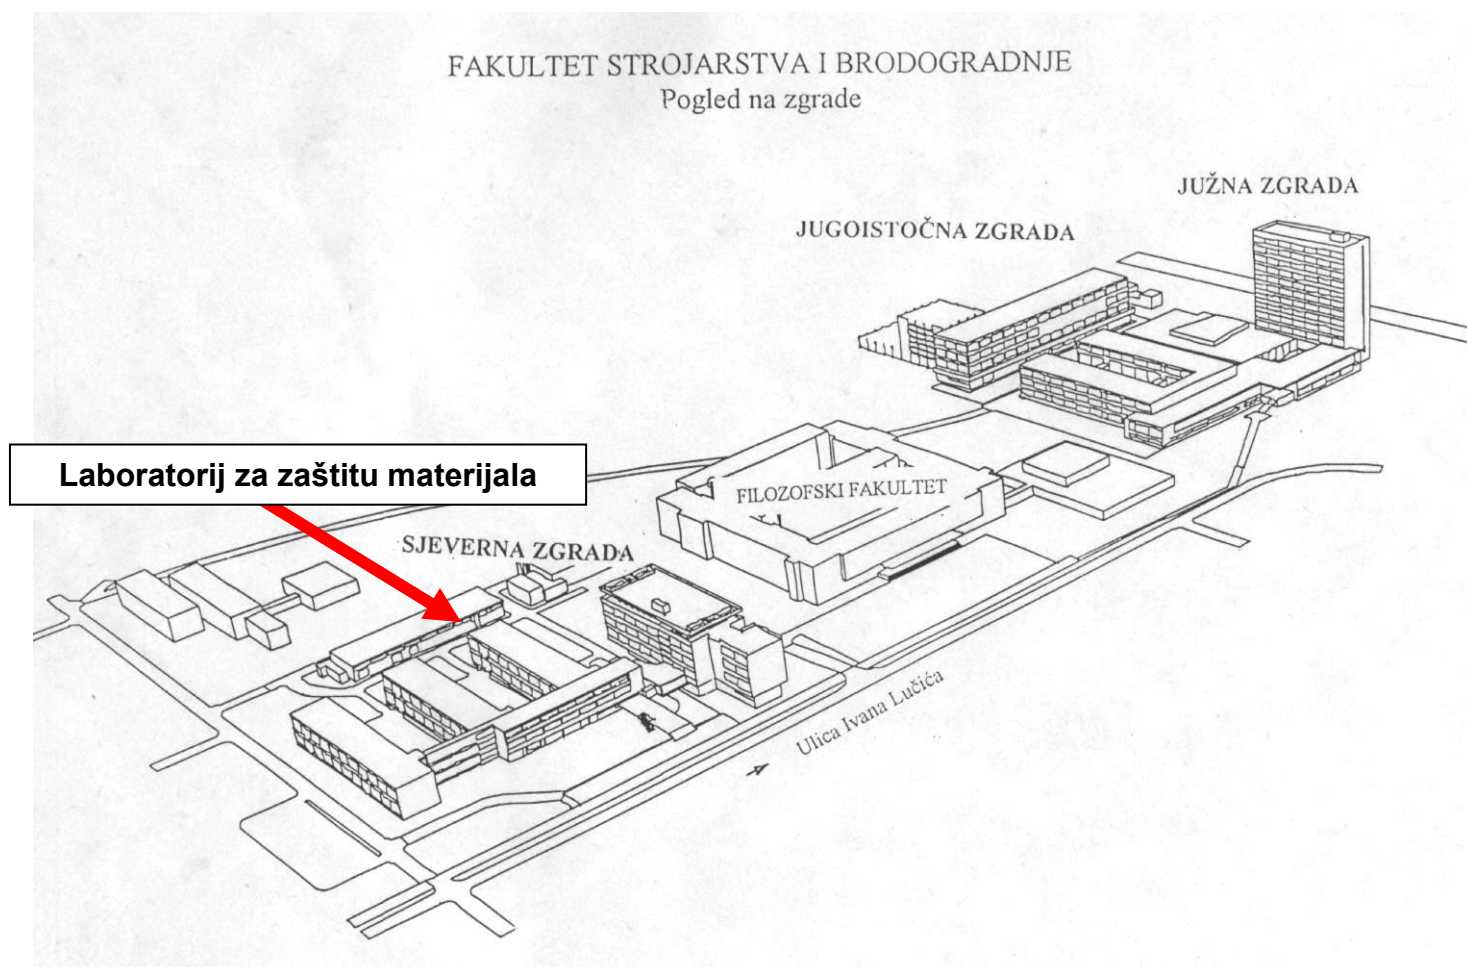 FAKULTET STROJARSTVA I BRODOGRADNJE
Pogled na zgrade
JUŽNA ZGRADA
JUGOISTOČNA ZGRADA
Laboratorij za zaštitu materijala
FILOZOFSKI FAKULTET
SJEVERNA ZGRADA
Ulica Ivana Lučića